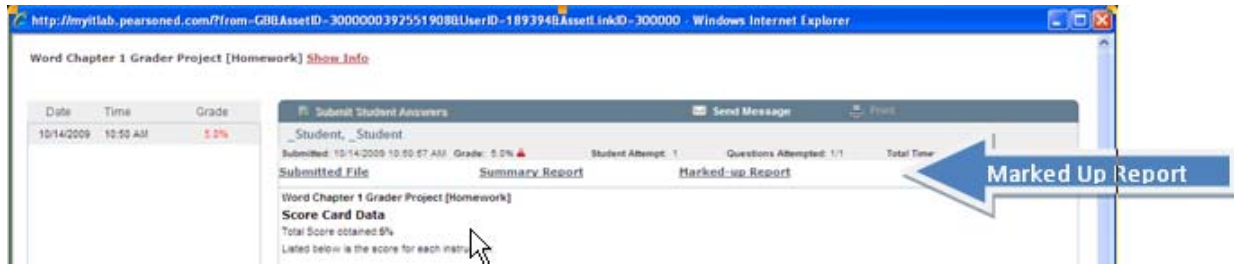 http://myitlab.pearsoned.com/?from=GB&AssetID=3000000392551908&UserID=189394&AssetLinkID=300000 - Windows Internet Explorer
Word Chapter 1 Grader Project [Homework] Show Info
Date Time Grade
Submit Student Answers Send Message Print
10/14/2009 10:50 AM 5.0%
_Student, _Student
Submitted: 10/14/2009 10:50:57 AM Grade: 5.0% Student Attempt: 1 Questions Attempted: 1/1 Total Time:
Submitted File Summary Report Marked-up Report
Marked Up Report
Word Chapter 1 Grader Project [Homework]
Score Card Data
Total Score obtained:5%
Listed below is the score for each